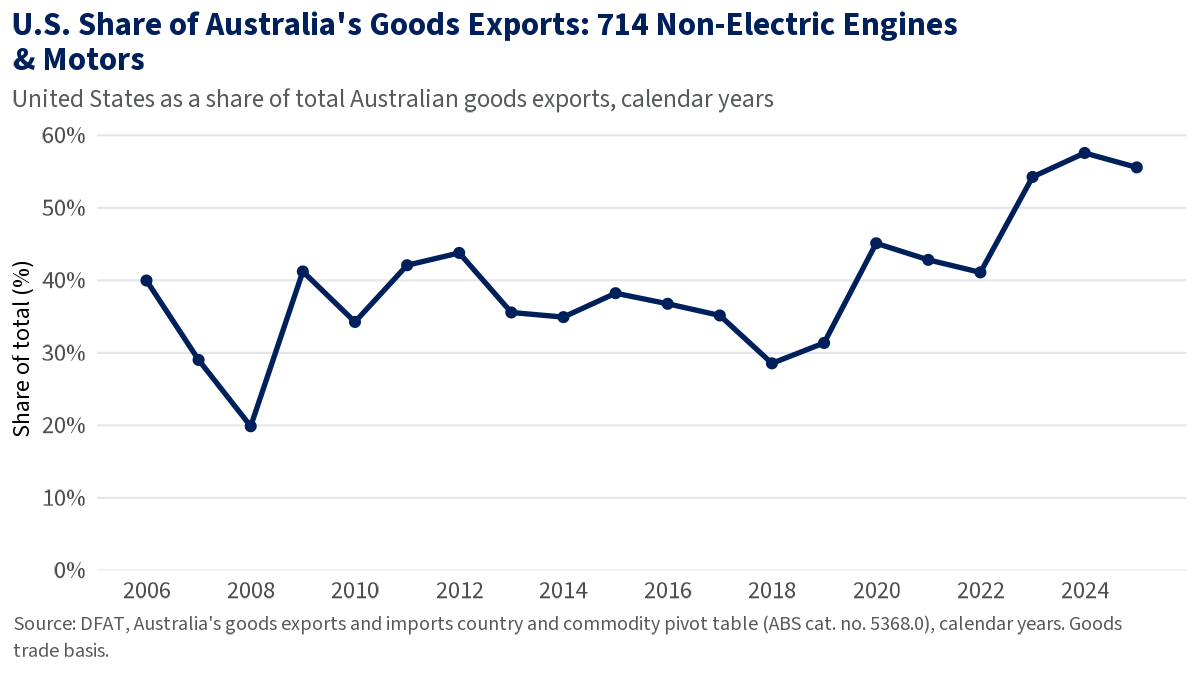 U.S. Share of Australia's Goods Exports: 714 Non-Electric Engines
& Motors
United States as a share of total Australian goods exports, calendar years
60%
50%
40%
30%
20%
10%
0%
Share of total (%)
2006 2008 2010 2012 2014 2016 2018 2020 2022 2024
Source: DFAT, Australia's goods exports and imports country and commodity pivot table (ABS cat. no. 5368.0), calendar years. Goods
trade basis.